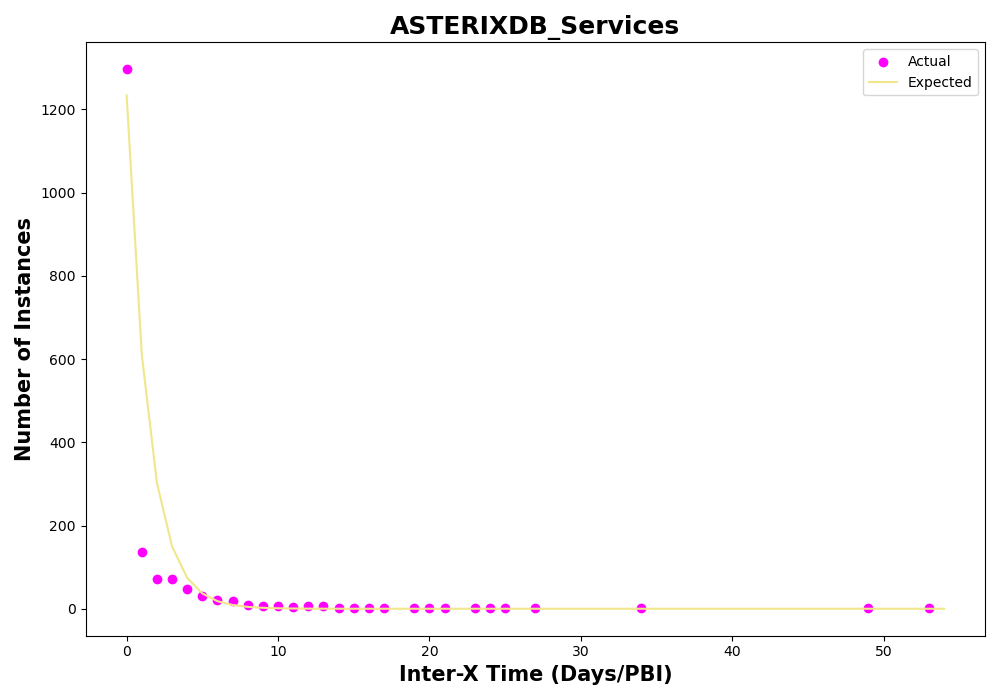 ASTERIXDB_Services
Actual
Expected
Number of Instances
1200
1000
800
600
400
200
0
0 10 20 30 40 50
Inter-X Time (Days/PBI)